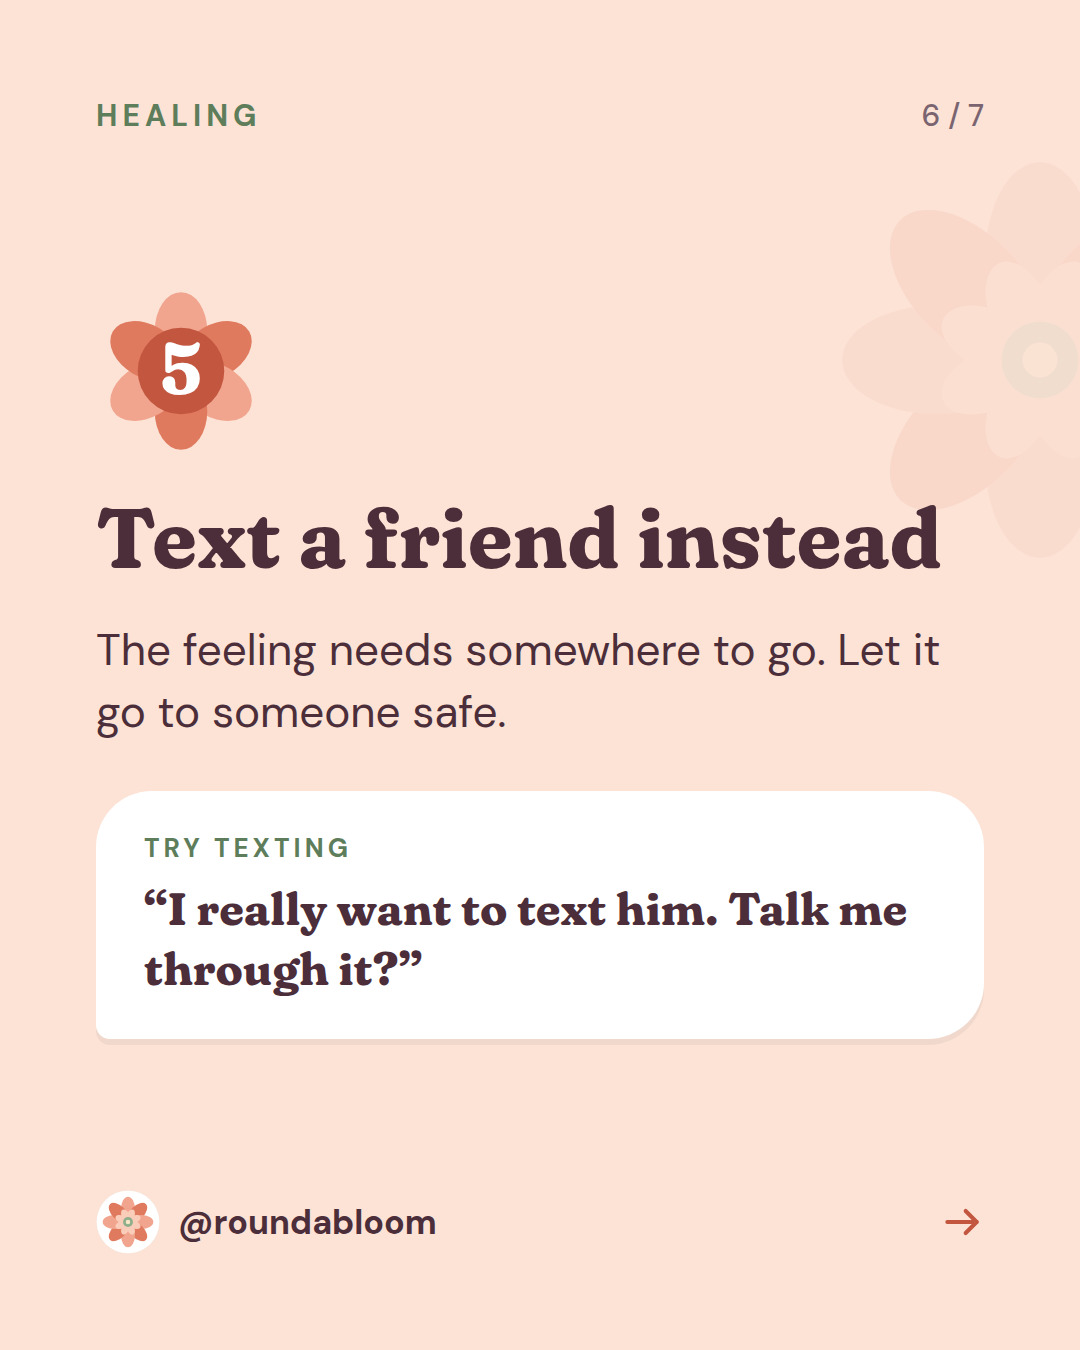 HEALING
6 / 7
5
Text a friend instead
The feeling needs somewhere to go. Let it
go to someone safe.
TRY TEXTING
“I really want to text him. Talk me
through it?”
@roundabloom